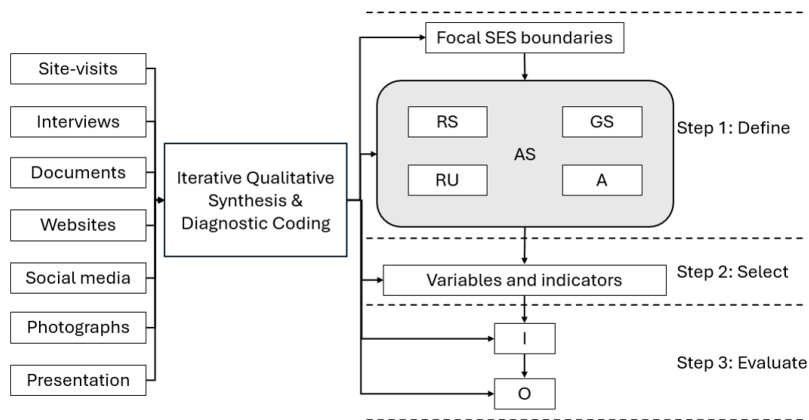 Site-visits
Interviews
Documents
Websites
Social media
Photographs
Presentation
Iterative Qualitative
Synthesis &
Diagnostic Coding
Focal SES boundaries
RS
GS
AS
RU
A
Step 1: Define
Variables and indicators
Step 2: Select
I
O
Step 3: Evaluate